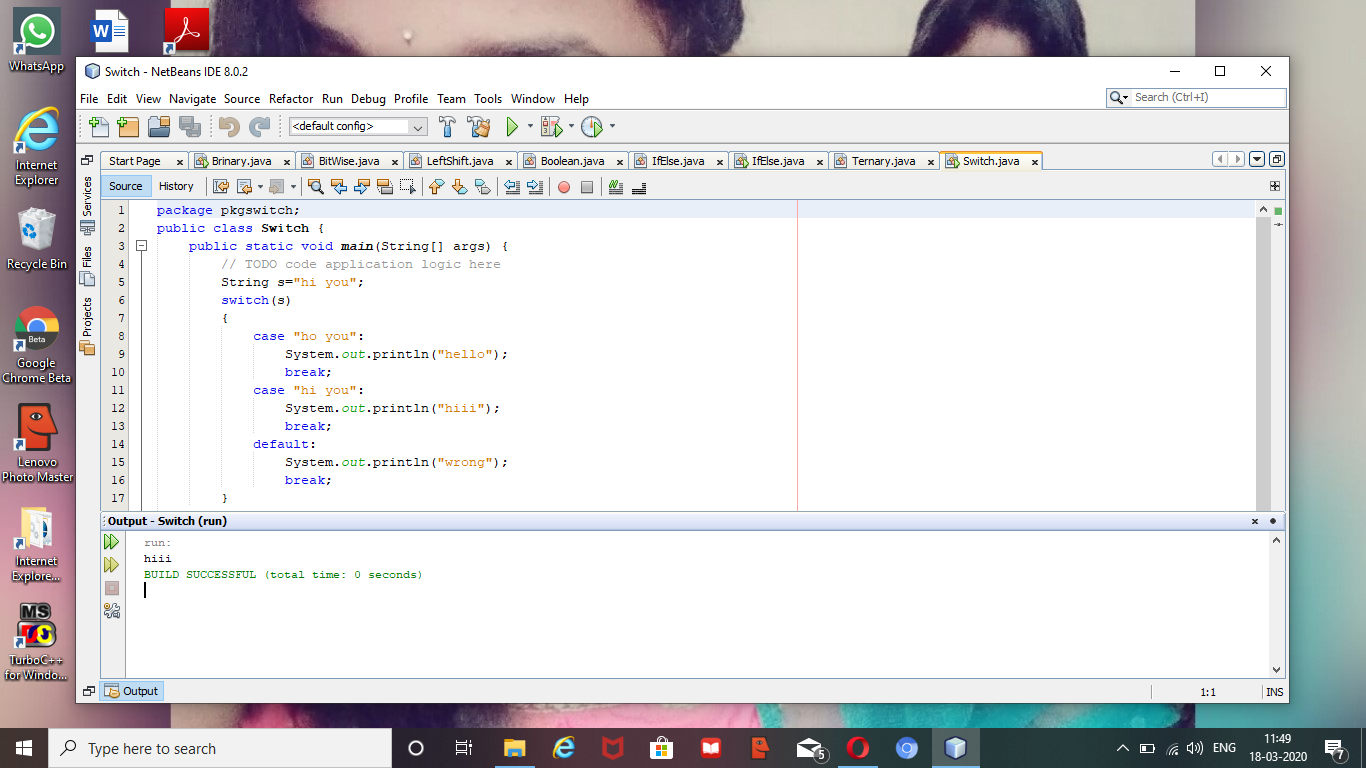 WhatsApp
Internet
Explorer
Recycle Bin
Beta
Google
Chrome Beta
Lenovo
Photo Master
Internet
Explore...
MS
TurboC++
for Windo...
Switch - NetBeans IDE 8.0.2
File Edit View Navigate Source Refactor Run Debug Profile Team Tools Window Help
Search (Ctrl+I)
<default config>
Start Page Brinary.java BitWise.java LeftShift.java Boolean.java IfElse.java IfElse.java Ternary.java Switch.java
Services
Files
Projects
Source History
1 package pkgswitch;
2 public class Switch {
3 public static void main(String[] args) {
4 // TODO code application logic here
5 String s="hi you";
6 switch(s)
7 {
8 case "ho you":
9 System.out.println("hello");
10 break;
11 case "hi you":
12 System.out.println("hiii");
13 break;
14 default:
15 System.out.println("wrong");
16 break;
17 }
Output - Switch (run)
run:
hiii
BUILD SUCCESSFUL (total time: 0 seconds)
Output
1:1 INS
Type here to search
5
ENG
11:49
18-03-2020
7